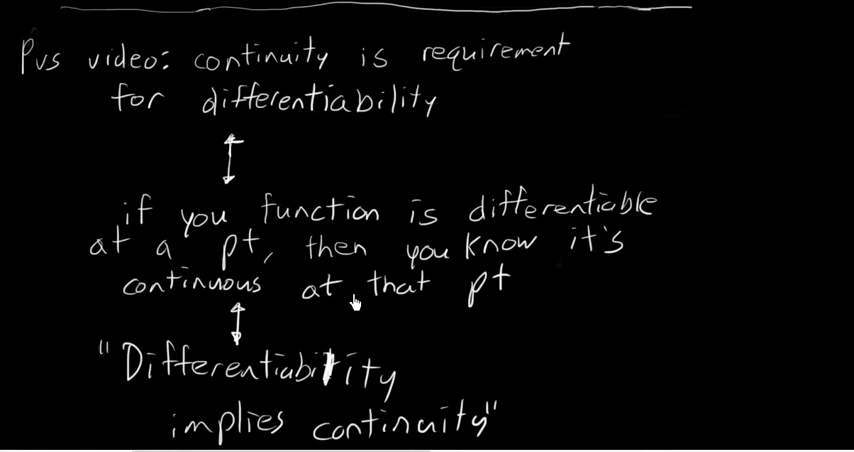 Pvs video: continuity is requirement
for differentiability
if you function is differentiable
at a pt, then you know it's
continuous at that pt
"Differentiability
implies continuity"